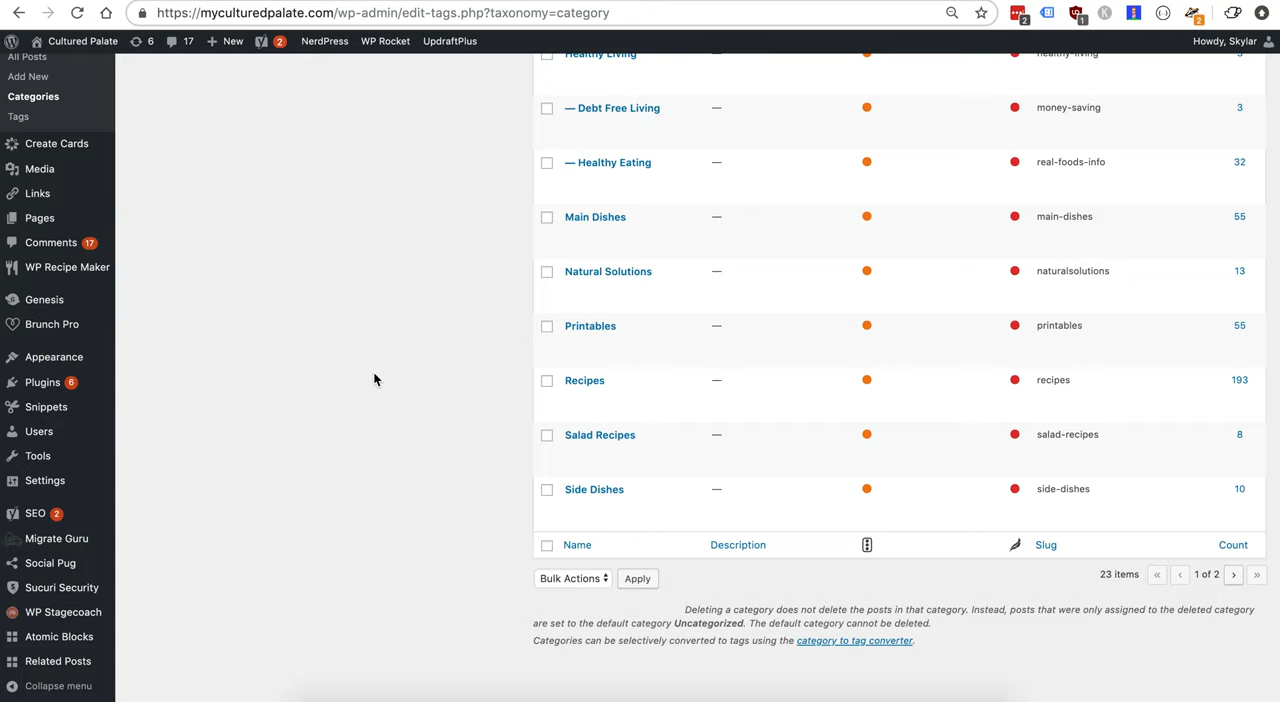 https://myculturedpalate.com/wp-admin/edit-tags.php?taxonomy=category
2
1
K
2
Cultured Palate
6
17
New
2
NerdPress
WP Rocket
UpdraftPlus
Howdy, Skylar
All Posts
Add New
Categories
Tags
Create Cards
Media
Links
Pages
Comments 17
WP Recipe Maker
Genesis
Brunch Pro
Appearance
Plugins 6
Snippets
Users
Tools
Settings
SEO 2
Migrate Guru
Social Pug
Sucuri Security
WP Stagecoach
Atomic Blocks
Related Posts
Collapse menu
Healthy Living — healthy-living
— Debt Free Living — money-saving 3
— Healthy Eating — real-foods-info 32
Main Dishes — main-dishes 55
Natural Solutions — naturalsolutions 13
Printables — printables 55
Recipes — recipes 193
Salad Recipes — salad-recipes 8
Side Dishes — side-dishes 10
Name Description Slug Count
Bulk Actions Apply 23 items « ‹ 1 of 2 › »
Deleting a category does not delete the posts in that category. Instead, posts that were only assigned to the deleted category
are set to the default category Uncategorized. The default category cannot be deleted.
Categories can be selectively converted to tags using the category to tag converter.